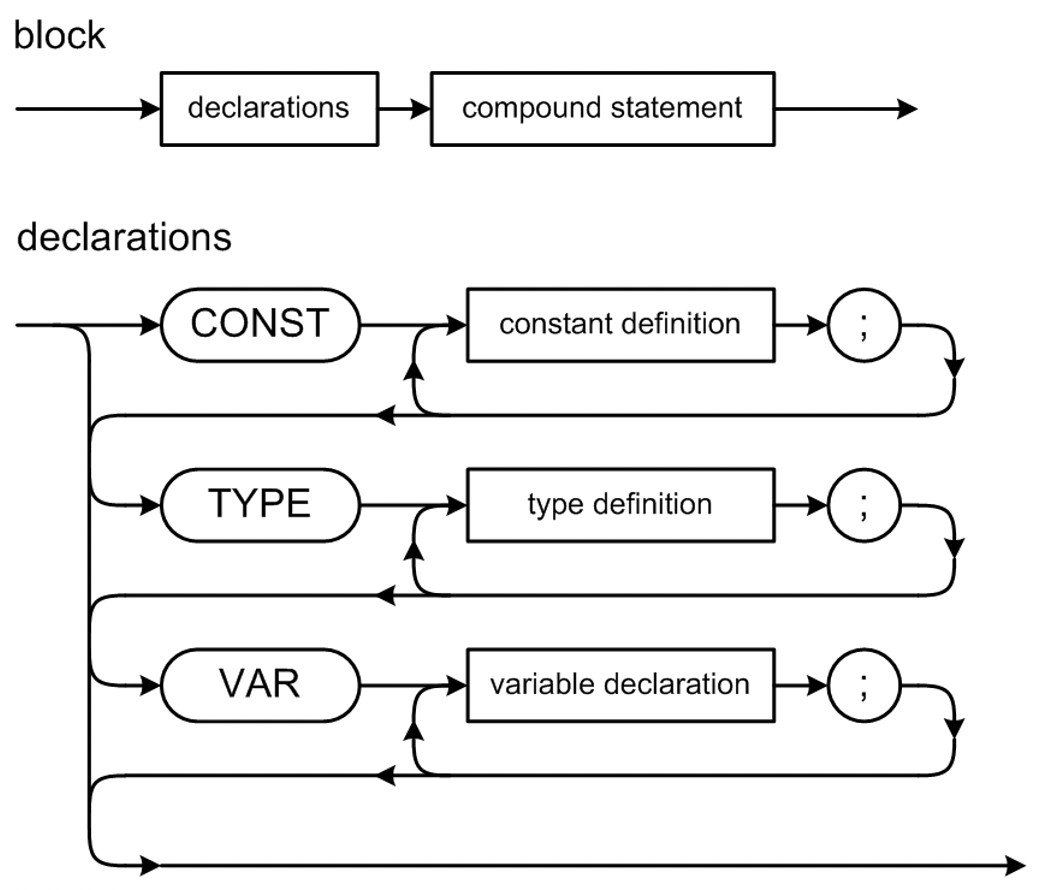 block
declarations
compound statement
declarations
CONST
constant definition
;
TYPE
type definition
;
VAR
variable declaration
;